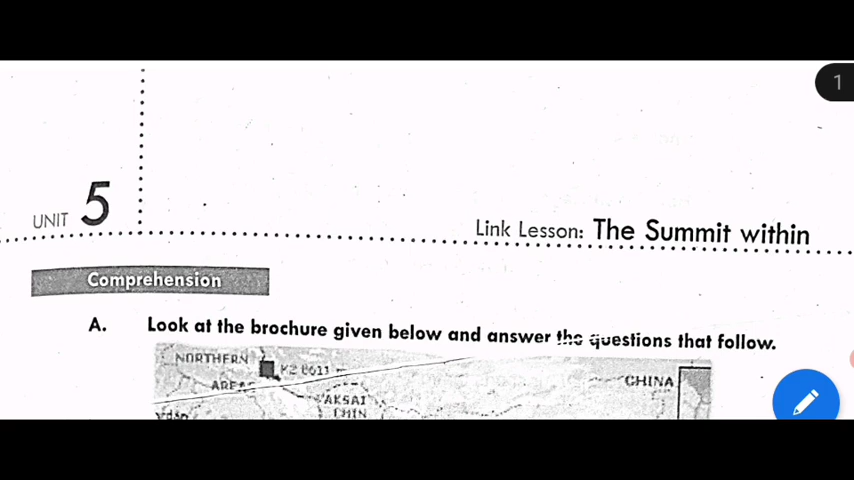 1
UNIT 5
Link Lesson: The Summit within
Comprehension
A. Look at the brochure given below and answer the questions that follow.
NORTHERN
K2 8611
AREAS
CHINA
AKSAI
CHIN